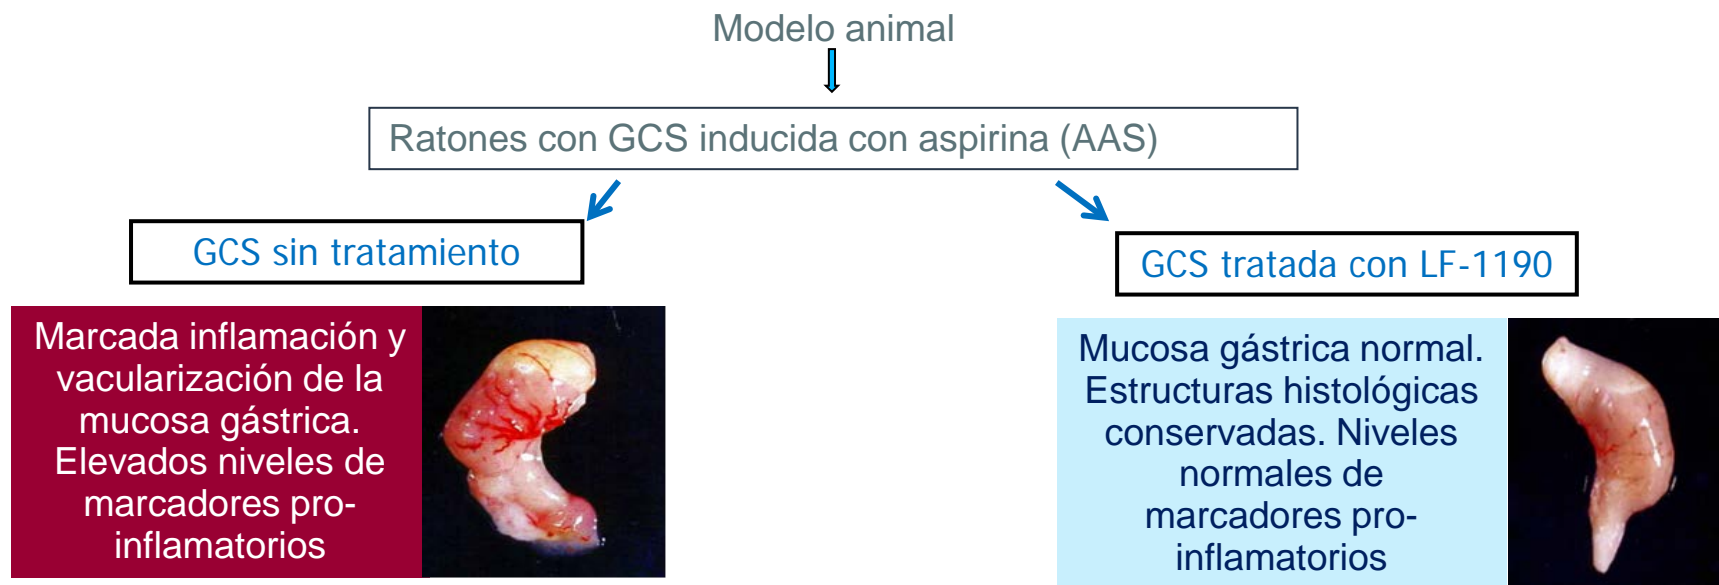 Modelo animal
Ratones con GCS inducida con aspirina (AAS)
GCS sin tratamiento
Marcada inflamación y
vacularización de la
mucosa gástrica.
Elevados niveles de
marcadores pro-
inflamatorios
GCS tratada con LF-1190
Mucosa gástrica normal.
Estructuras histológicas
conservadas. Niveles
normales de
marcadores pro-
inflamatorios